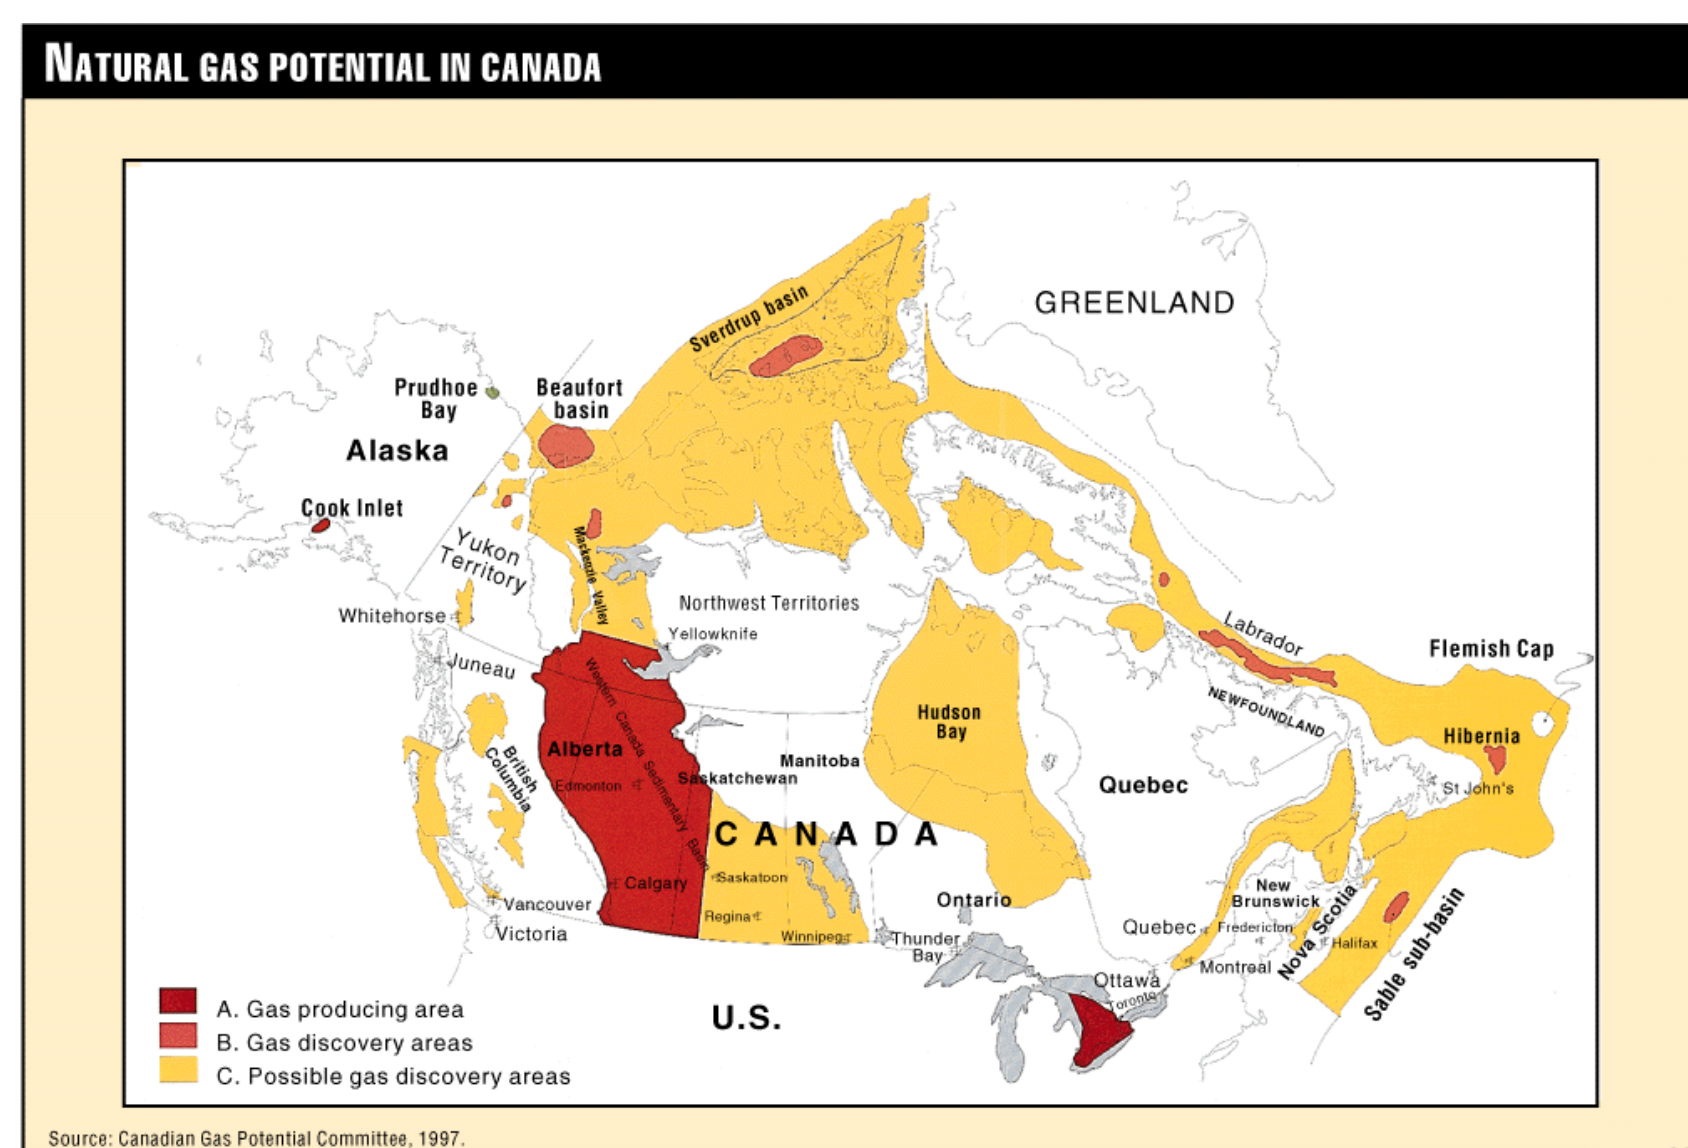 NATURAL GAS POTENTIAL IN CANADA
GREENLAND
Sverdrup basin
Prudhoe
Bay
Beaufort
basin
Alaska
Cook Inlet
Yukon
Territory
Mackenzie Valley
Northwest Territories
Whitehorse
Yellowknife
Juneau
Labrador
Flemish Cap
Western Canada Sedimentary Basin
NEWFOUNDLAND
Hudson
Bay
Hibernia
Alberta
British
Columbia
Manitoba
Saskatchewan
Edmonton
Quebec
St John's
CANADA
Calgary
Saskatoon
New
Brunswick
Ontario
Vancouver
Regina
Victoria
Winnipeg
Thunder
Bay
Quebec
Fredericton
Nova Scotia
Halifax
Sable sub-basin
Montreal
Ottawa
Toronto
U.S.
A. Gas producing area
B. Gas discovery areas
C. Possible gas discovery areas
Source: Canadian Gas Potential Committee, 1997.